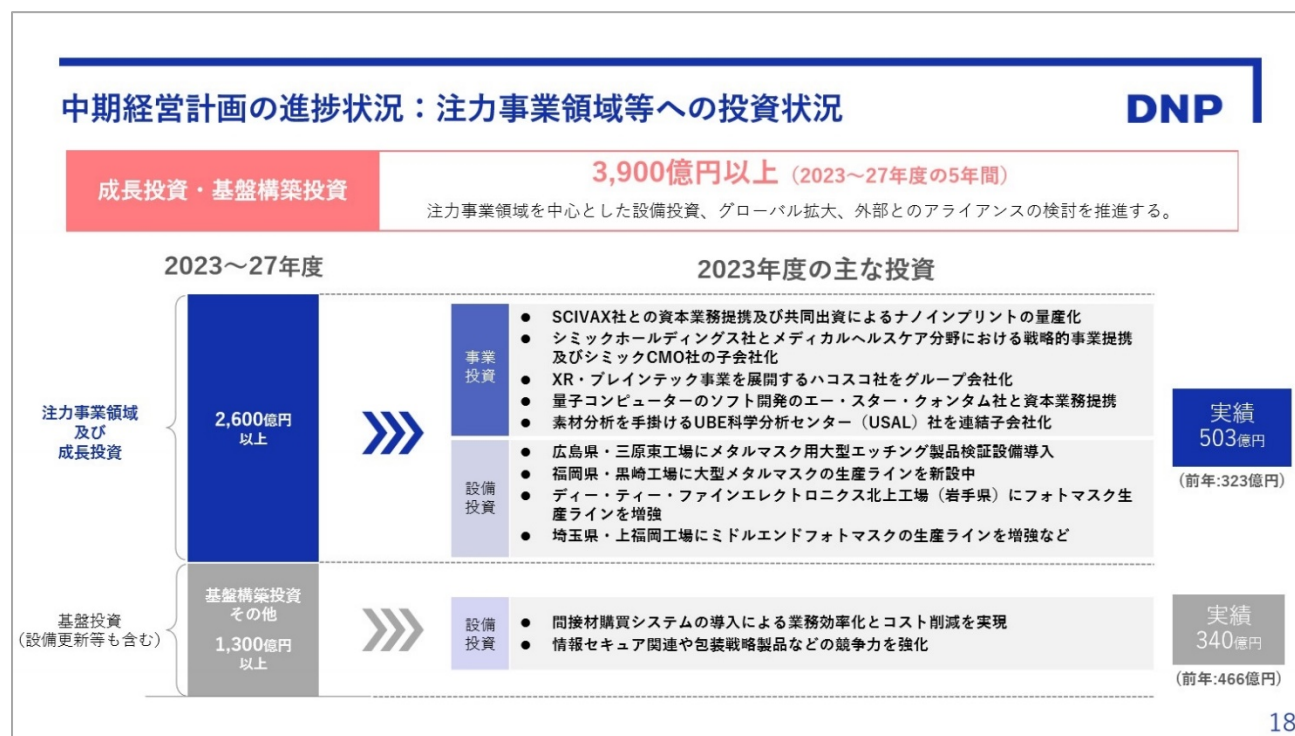 中期経営計画の進捗状況：注力事業領域等への投資状況
DNP
成長投資・基盤構築投資
3,900億円以上（2023～27年度の5年間）
注力事業領域を中心とした設備投資、グローバル拡大、外部とのアライアンスの検討を推進する。
2023～27年度
2023年度の主な投資
注力事業領域
及び
成長投資
2,600億円
以上
事業
投資
● SCIVAX社との資本業務提携及び共同出資によるナノインプリントの量産化
● シミックホールディングス社とメディカルヘルスケア分野における戦略的事業提携
及びシミックCMO社の子会社化
● XR・ブレインテック事業を展開するハコスコ社をグループ会社化
● 量子コンピューターのソフト開発のエー・スター・クォンタム社と資本業務提携
● 素材分析を手掛けるUBE科学分析センター（USAL）社を連結子会社化
設備
投資
● 広島県・三原東工場にメタルマスク用大型エッチング製品検証設備導入
● 福岡県・黒崎工場に大型メタルマスクの生産ラインを新設中
● ディー・ティー・ファインエレクトロニクス北上工場（岩手県）にフォトマスク生
産ラインを増強
● 埼玉県・上福岡工場にミドルエンドフォトマスクの生産ラインを増強など
実績
503億円
(前年:323億円)
基盤投資
(設備更新等も含む)
基盤構築投資
その他
1,300億円
以上
設備
投資
● 間接材購買システムの導入による業務効率化とコスト削減を実現
● 情報セキュア関連や包装戦略製品などの競争力を強化
実績
340億円
(前年:466億円)
18